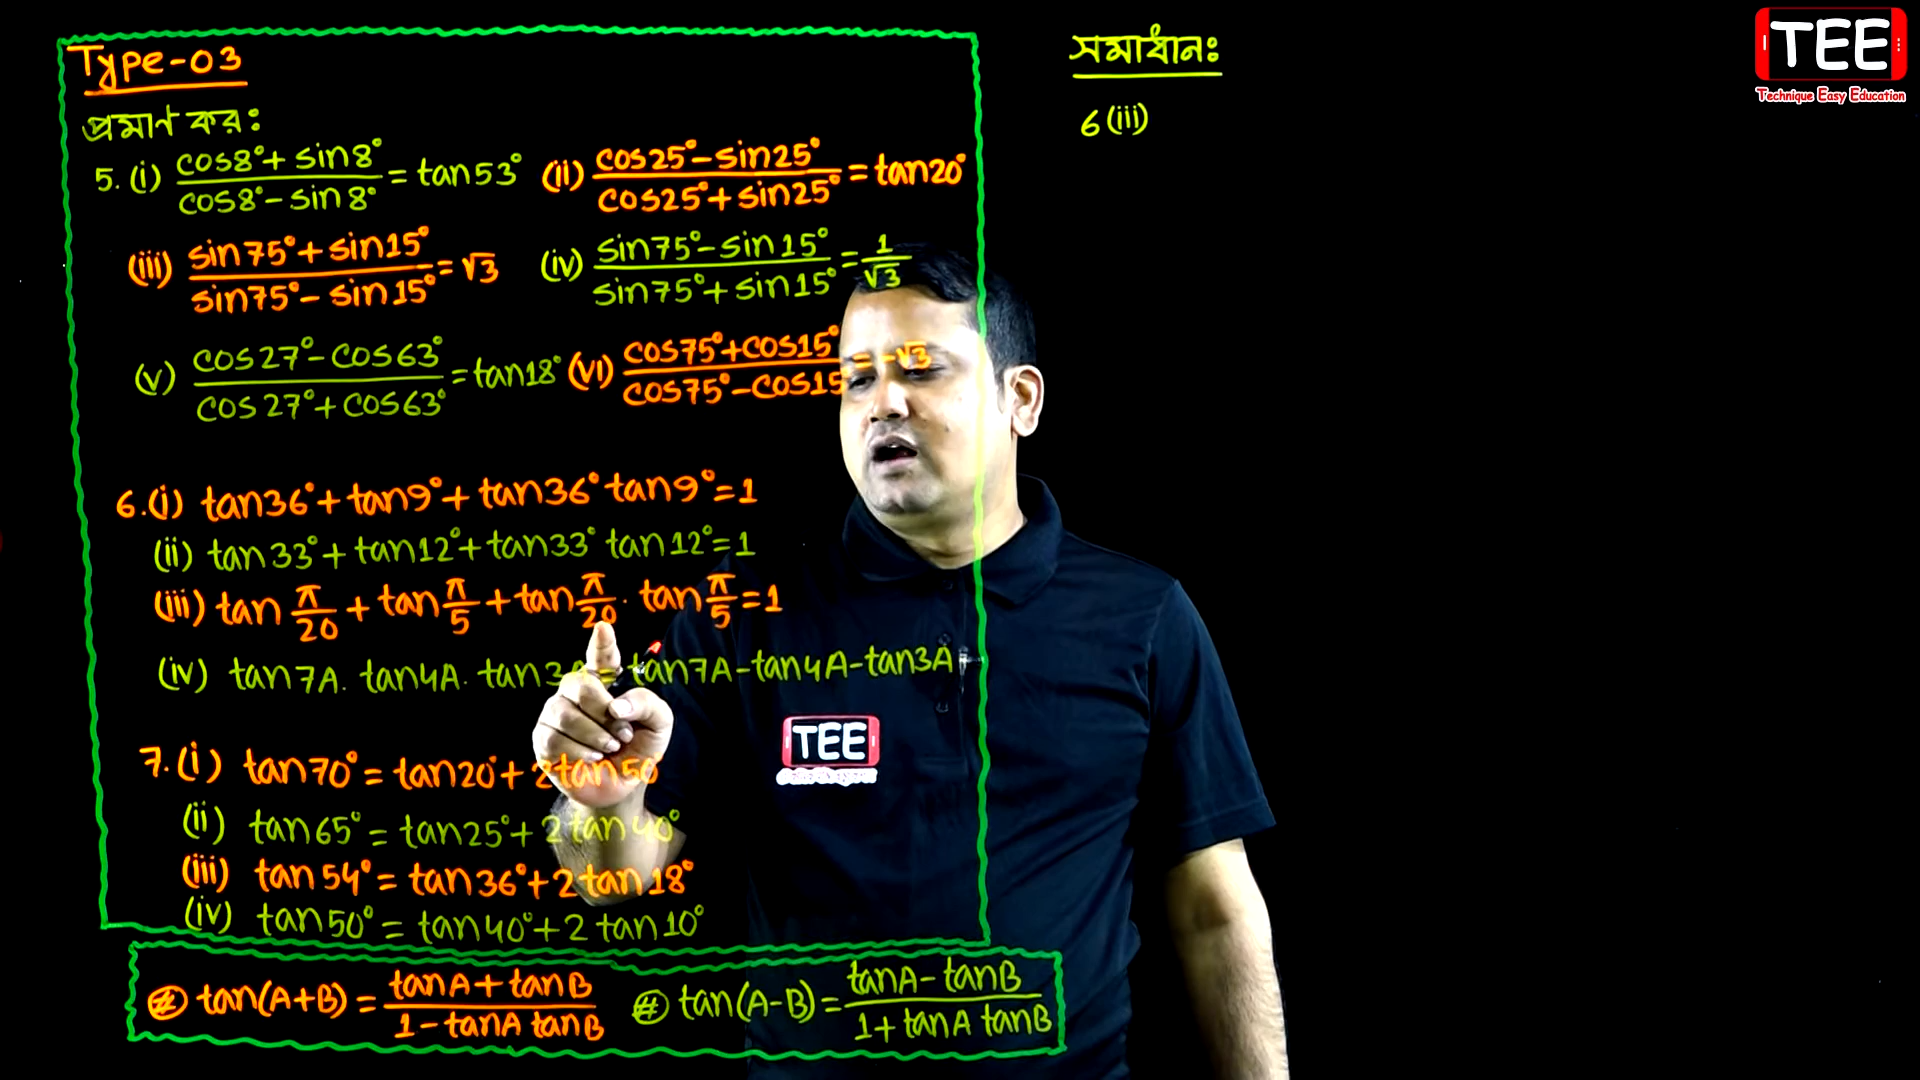 Type-03
প্রমাণ কর:
5. (i) (cos8°+ sin8°)/(cos8°- sin8°) = tan53° (ii) (cos25°-sin25°)/(cos25°+sin25°) = tan20°
(iii) (sin75°+sin15°)/(sin75°- sin15°) = √3 (iv) (sin75°-sin15°)/(sin75°+sin15°) = 1/√3
(v) (cos27°-cos63°)/(cos27°+cos63°) = tan18° (vi) (cos75°+cos15°)/(cos75°-cos15 = -√3
6.(i) tan36°+tan9°+tan36° tan9°=1
(ii) tan33°+tan12°+tan33° tan12°=1
(iii) tan π/20 + tan π/5 + tan π/20 . tan π/5 =1
(iv) tan7A. tan4A. tan3A = tan7A-tan4A-tan3A
7.(i) tan70°= tan20°+ 2tan50
(ii) tan65°= tan25°+ 2tan40°
(iii) tan54°= tan36°+2tan18°
(iv) tan50°= tan40°+2 tan10°
# tan(A+B) = (tanA+tanB)/(1-tanA tanB) # tan(A-B)= (tanA-tanB)/(1+tanA tanB)
সমাধান:
6(iii)
TEE
Technique Easy Education
TEE